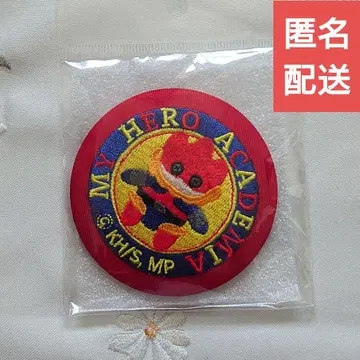 匿名
配送
MY HERO ACADEMIA
© KH/S, MP